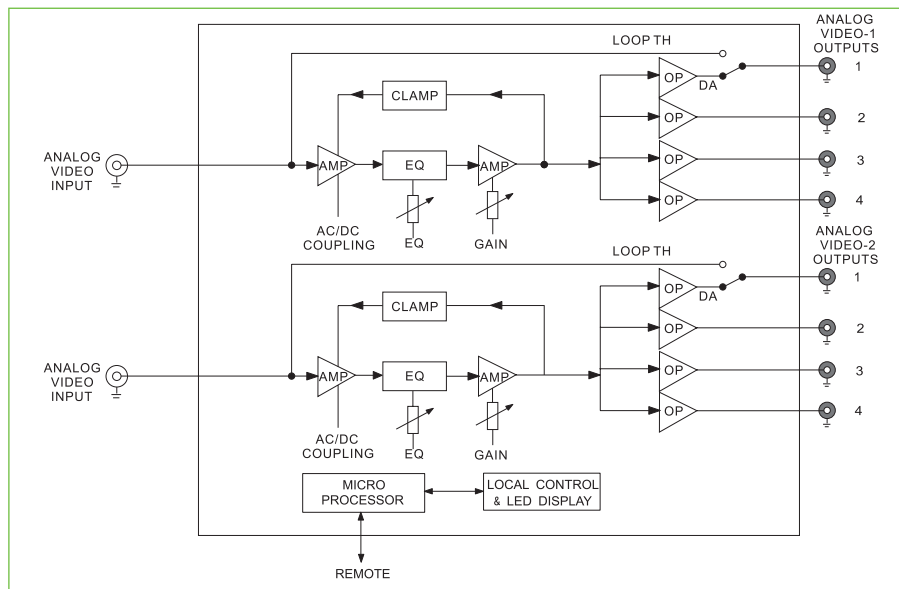 ANALOG
VIDEO-1
OUTPUTS
LOOP TH
1
OP
DA
CLAMP
OP
2
ANALOG
VIDEO
INPUT
AMP
EQ
AMP
OP
3
OP
4
AC/DC
COUPLING
EQ
GAIN
ANALOG
VIDEO-2
OUTPUTS
LOOP TH
1
OP
DA
CLAMP
OP
2
ANALOG
VIDEO
INPUT
AMP
EQ
AMP
OP
3
OP
4
AC/DC
COUPLING
EQ
GAIN
MICRO
PROCESSOR
LOCAL CONTROL
& LED DISPLAY
REMOTE